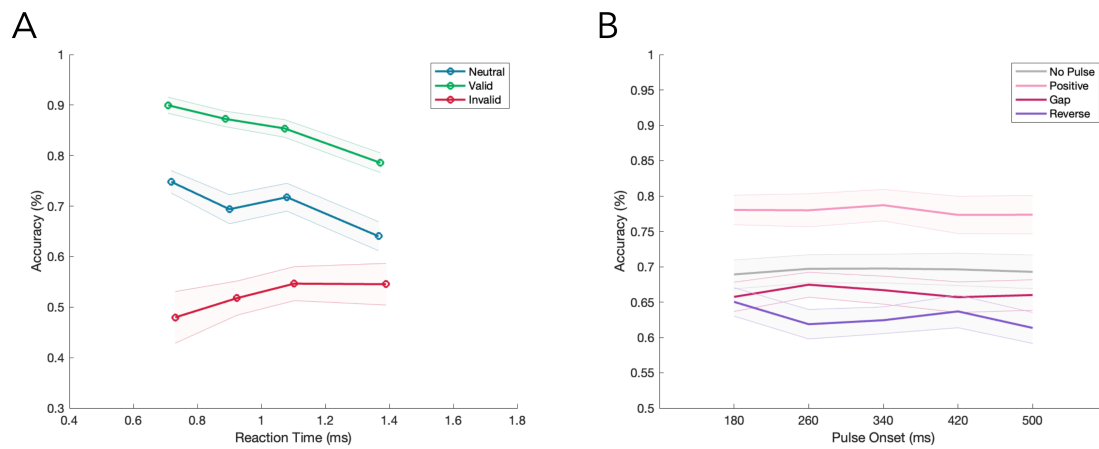 A
B
1
0.9
0.8
0.7
0.6
0.5
0.4
0.3
Accuracy (%)
0.4
0.6
0.8
1
1.2
1.4
1.6
1.8
Reaction Time (ms)
Neutral
Valid
Invalid
1
0.95
0.9
0.85
0.8
0.75
0.7
0.65
0.6
0.55
0.5
Accuracy (%)
180
260
340
420
500
Pulse Onset (ms)
No Pulse
Positive
Gap
Reverse